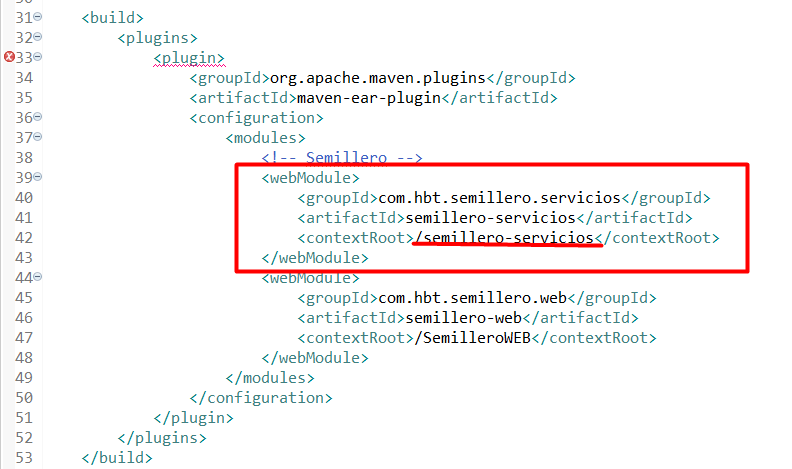 31 <build>
32 <plugins>
33 <plugin>
34 <groupId>org.apache.maven.plugins</groupId>
35 <artifactId>maven-ear-plugin</artifactId>
36 <configuration>
37 <modules>
38 <!-- Semillero -->
39 <webModule>
40 <groupId>com.hbt.semillero.servicios</groupId>
41 <artifactId>semillero-servicios</artifactId>
42 <contextRoot>/semillero-servicios</contextRoot>
43 </webModule>
44 <webModule>
45 <groupId>com.hbt.semillero.web</groupId>
46 <artifactId>semillero-web</artifactId>
47 <contextRoot>/SemilleroWEB</contextRoot>
48 </webModule>
49 </modules>
50 </configuration>
51 </plugin>
52 </plugins>
53 </build>